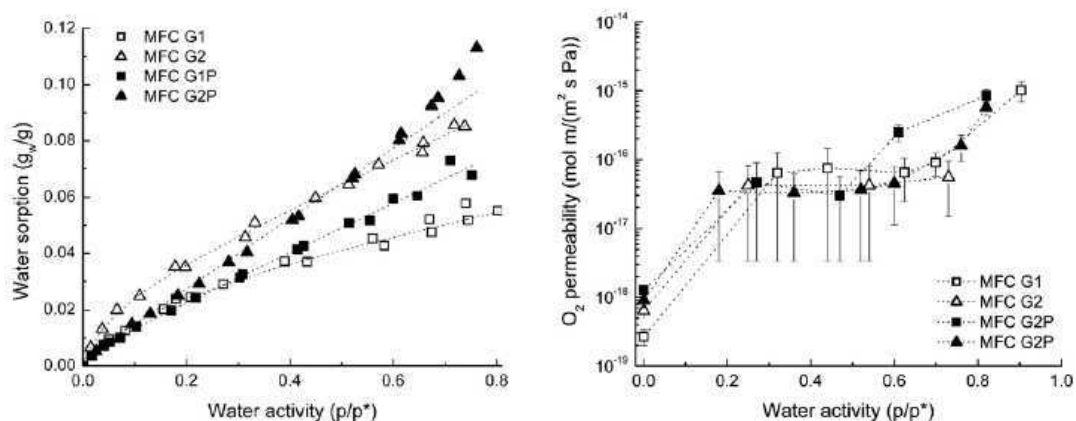 0.12
0.10
0.08
0.06
0.04
0.02
0.00
Water sorption (g_w/g)
MFC G1
MFC G2
MFC G1P
MFC G2P
0.0
0.2
0.4
0.6
0.8
Water activity (p/p*)
10⁻¹⁴
10⁻¹⁵
10⁻¹⁶
10⁻¹⁷
10⁻¹⁸
10⁻¹⁹
O₂ permeability (mol m/(m² s Pa))
MFC G1
MFC G2
MFC G2P
MFC G2P
0.0
0.2
0.4
0.6
0.8
1.0
Water activity (p/p*)